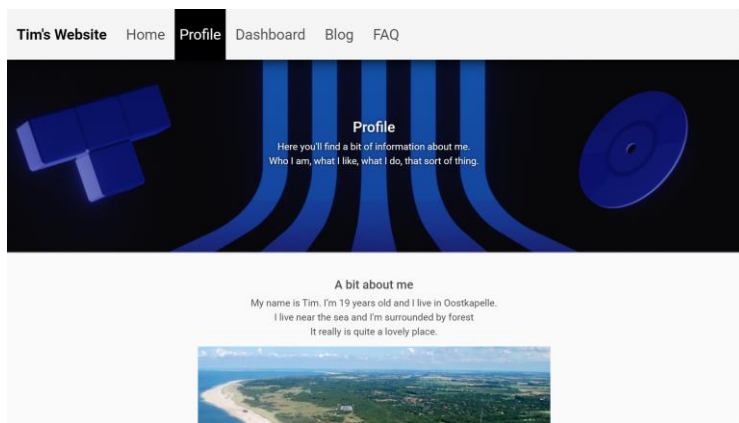 Tim's Website Home Profile Dashboard Blog FAQ
Profile
Here you'll find a bit of information about me.
Who I am, what I like, what I do, that sort of thing.
A bit about me
My name is Tim. I'm 19 years old and I live in Oostkapelle.
I live near the sea and I'm surrounded by forest
It really is quite a lovely place.